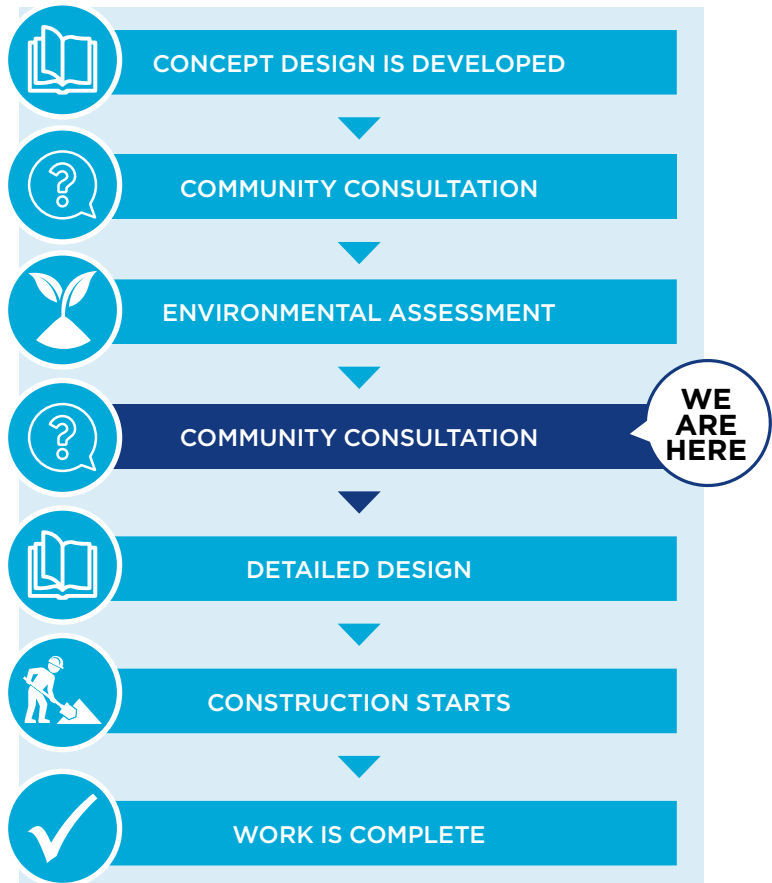 CONCEPT DESIGN IS DEVELOPED
COMMUNITY CONSULTATION
ENVIRONMENTAL ASSESSMENT
COMMUNITY CONSULTATION
WE
ARE
HERE
DETAILED DESIGN
CONSTRUCTION STARTS
WORK IS COMPLETE